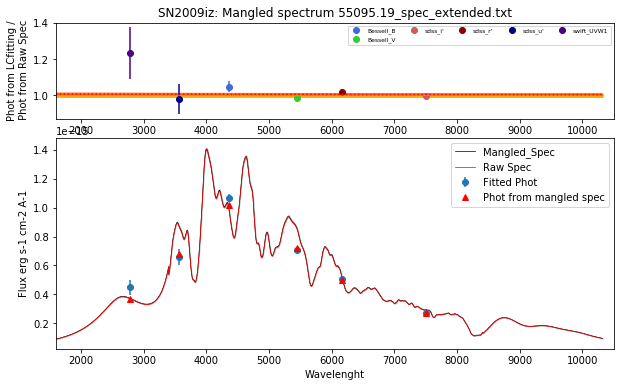 SN2009iz: Mangled spectrum 55095.19_spec_extended.txt
Phot from LCfitting /
Phot from Raw Spec
1.4
1.2
1.0
Bessell_B
Bessell_V
sdss_i'
sdss_r'
sdss_u'
swift_UVW1
2000 3000 4000 5000 6000 7000 8000 9000 10000
Flux erg s-1 cm-2 A-1
1.4
1.2
1.0
0.8
0.6
0.4
0.2
Mangled_Spec
Raw Spec
Fitted Phot
Phot from mangled spec
2000 3000 4000 5000 6000 7000 8000 9000 10000
Wavelenght